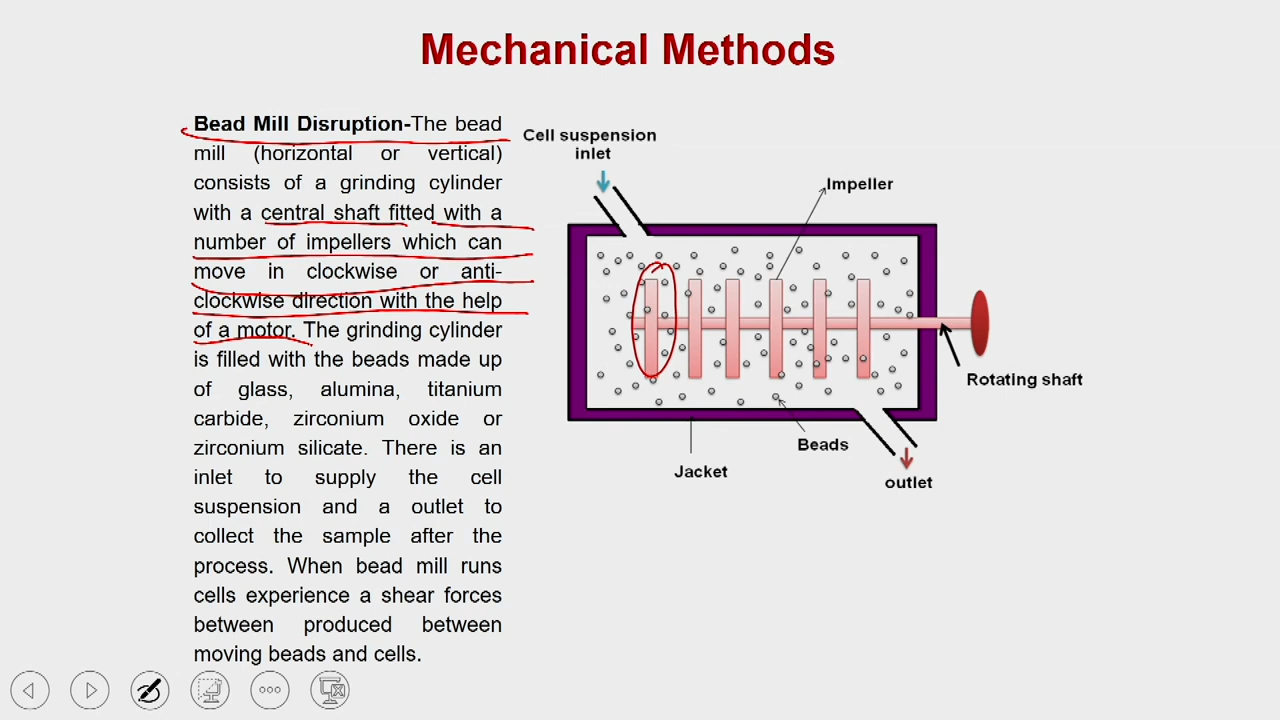 Mechanical Methods
Bead Mill Disruption-The bead
mill (horizontal or vertical)
consists of a grinding cylinder
with a central shaft fitted with a
number of impellers which can
move in clockwise or anti-
clockwise direction with the help
of a motor. The grinding cylinder
is filled with the beads made up
of glass, alumina, titanium
carbide, zirconium oxide or
zirconium silicate. There is an
inlet to supply the cell
suspension and a outlet to
collect the sample after the
process. When bead mill runs
cells experience a shear forces
between produced between
moving beads and cells.
Cell suspension
inlet
Impeller
Rotating shaft
Beads
Jacket
outlet